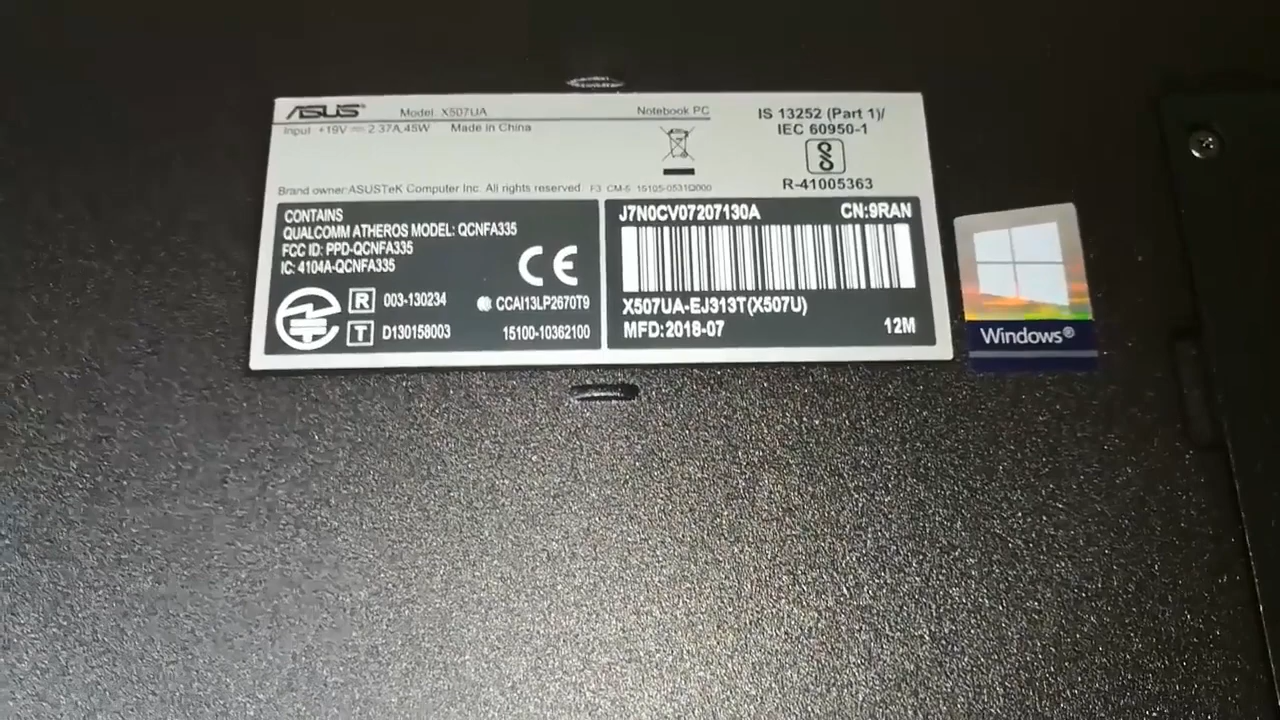 ASUS Model X507UA Notebook PC
Input +19V⎓2.37A,45W Made in China
Brand owner:ASUSTeK Computer Inc. All rights reserved. F3 CM-5
IS 13252 (Part 1)/
IEC 60950-1
R-41005363
CONTAINS
QUALCOMM ATHEROS MODEL: QCNFA335
FCC ID: PPD-QCNFA335
IC: 4104A-QCNFA335
CE
R 003-130234
CCAI13LP2670T9
T D130158003
15100-10362100
J7N0CV07207130A CN:9RAN
X507UA-EJ313T(X507U)
MFD:2018-07 12M
Windows®